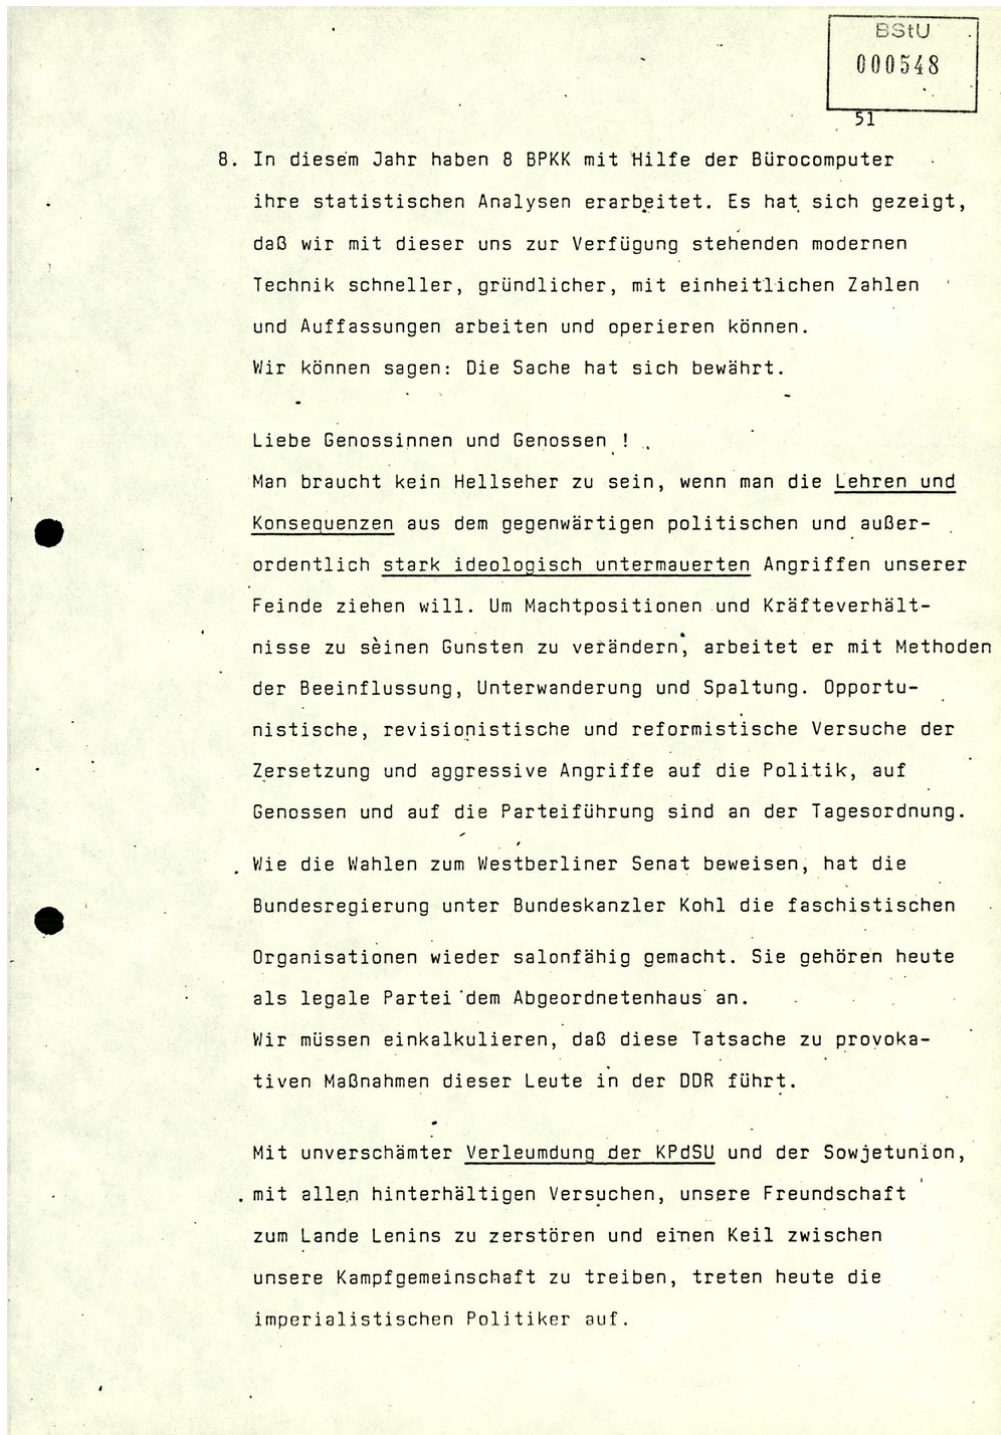 BStU
000548
51
8. In diesem Jahr haben 8 BPKK mit Hilfe der Bürocomputer
ihre statistischen Analysen erarbeitet. Es hat sich gezeigt,
daß wir mit dieser uns zur Verfügung stehenden modernen
Technik schneller, gründlicher, mit einheitlichen Zahlen
und Auffassungen arbeiten und operieren können.
Wir können sagen: Die Sache hat sich bewährt.
Liebe Genossinnen und Genossen !
Man braucht kein Hellseher zu sein, wenn man die Lehren und
Konsequenzen aus dem gegenwärtigen politischen und außer-
ordentlich stark ideologisch untermauerten Angriffen unserer
Feinde ziehen will. Um Machtpositionen und Kräfteverhält-
nisse zu seinen Gunsten zu verändern, arbeitet er mit Methoden
der Beeinflussung, Unterwanderung und Spaltung. Opportu-
nistische, revisionistische und reformistische Versuche der
Zersetzung und aggressive Angriffe auf die Politik, auf
Genossen und auf die Parteiführung sind an der Tagesordnung.
Wie die Wahlen zum Westberliner Senat beweisen, hat die
Bundesregierung unter Bundeskanzler Kohl die faschistischen
Organisationen wieder salonfähig gemacht. Sie gehören heute
als legale Partei dem Abgeordnetenhaus an.
Wir müssen einkalkulieren, daß diese Tatsache zu provoka-
tiven Maßnahmen dieser Leute in der DDR führt.
Mit unverschämter Verleumdung der KPdSU und der Sowjetunion,
mit allen hinterhältigen Versuchen, unsere Freundschaft
zum Lande Lenins zu zerstören und einen Keil zwischen
unsere Kampfgemeinschaft zu treiben, treten heute die
imperialistischen Politiker auf.